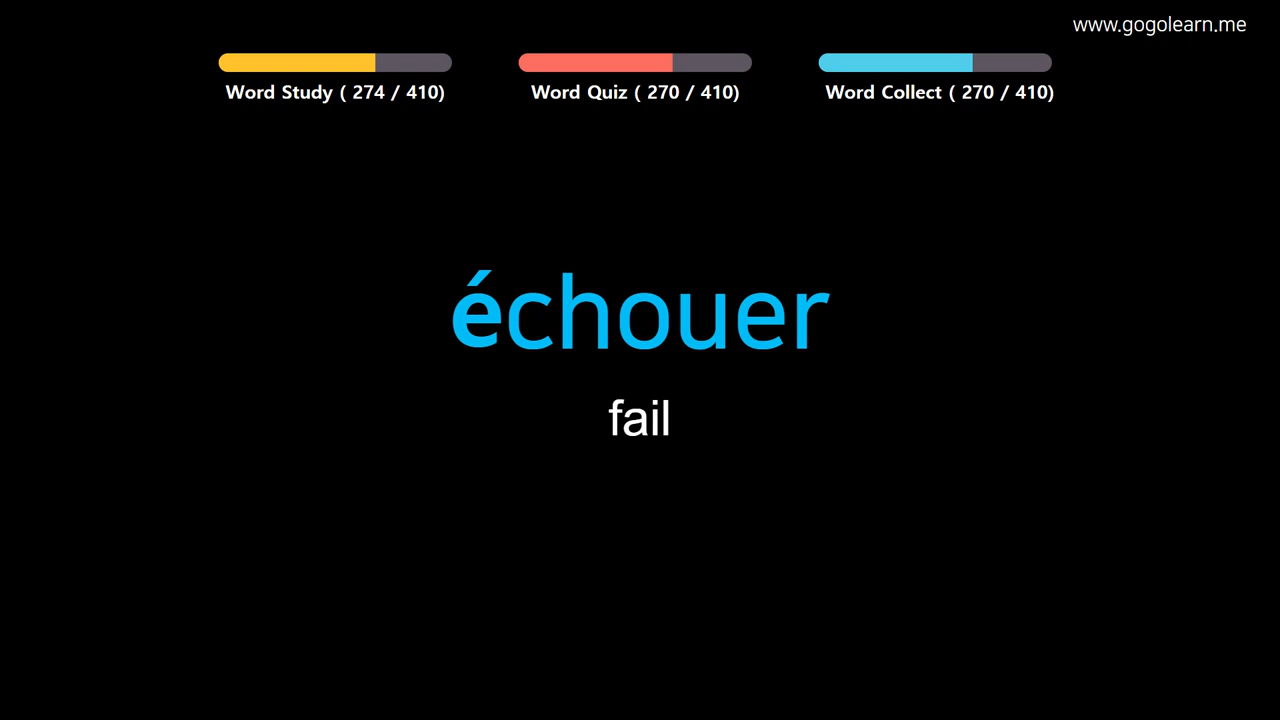 www.gogolearn.me
Word Study ( 274 / 410)
Word Quiz ( 270 / 410)
Word Collect ( 270 / 410)
échouer
fail